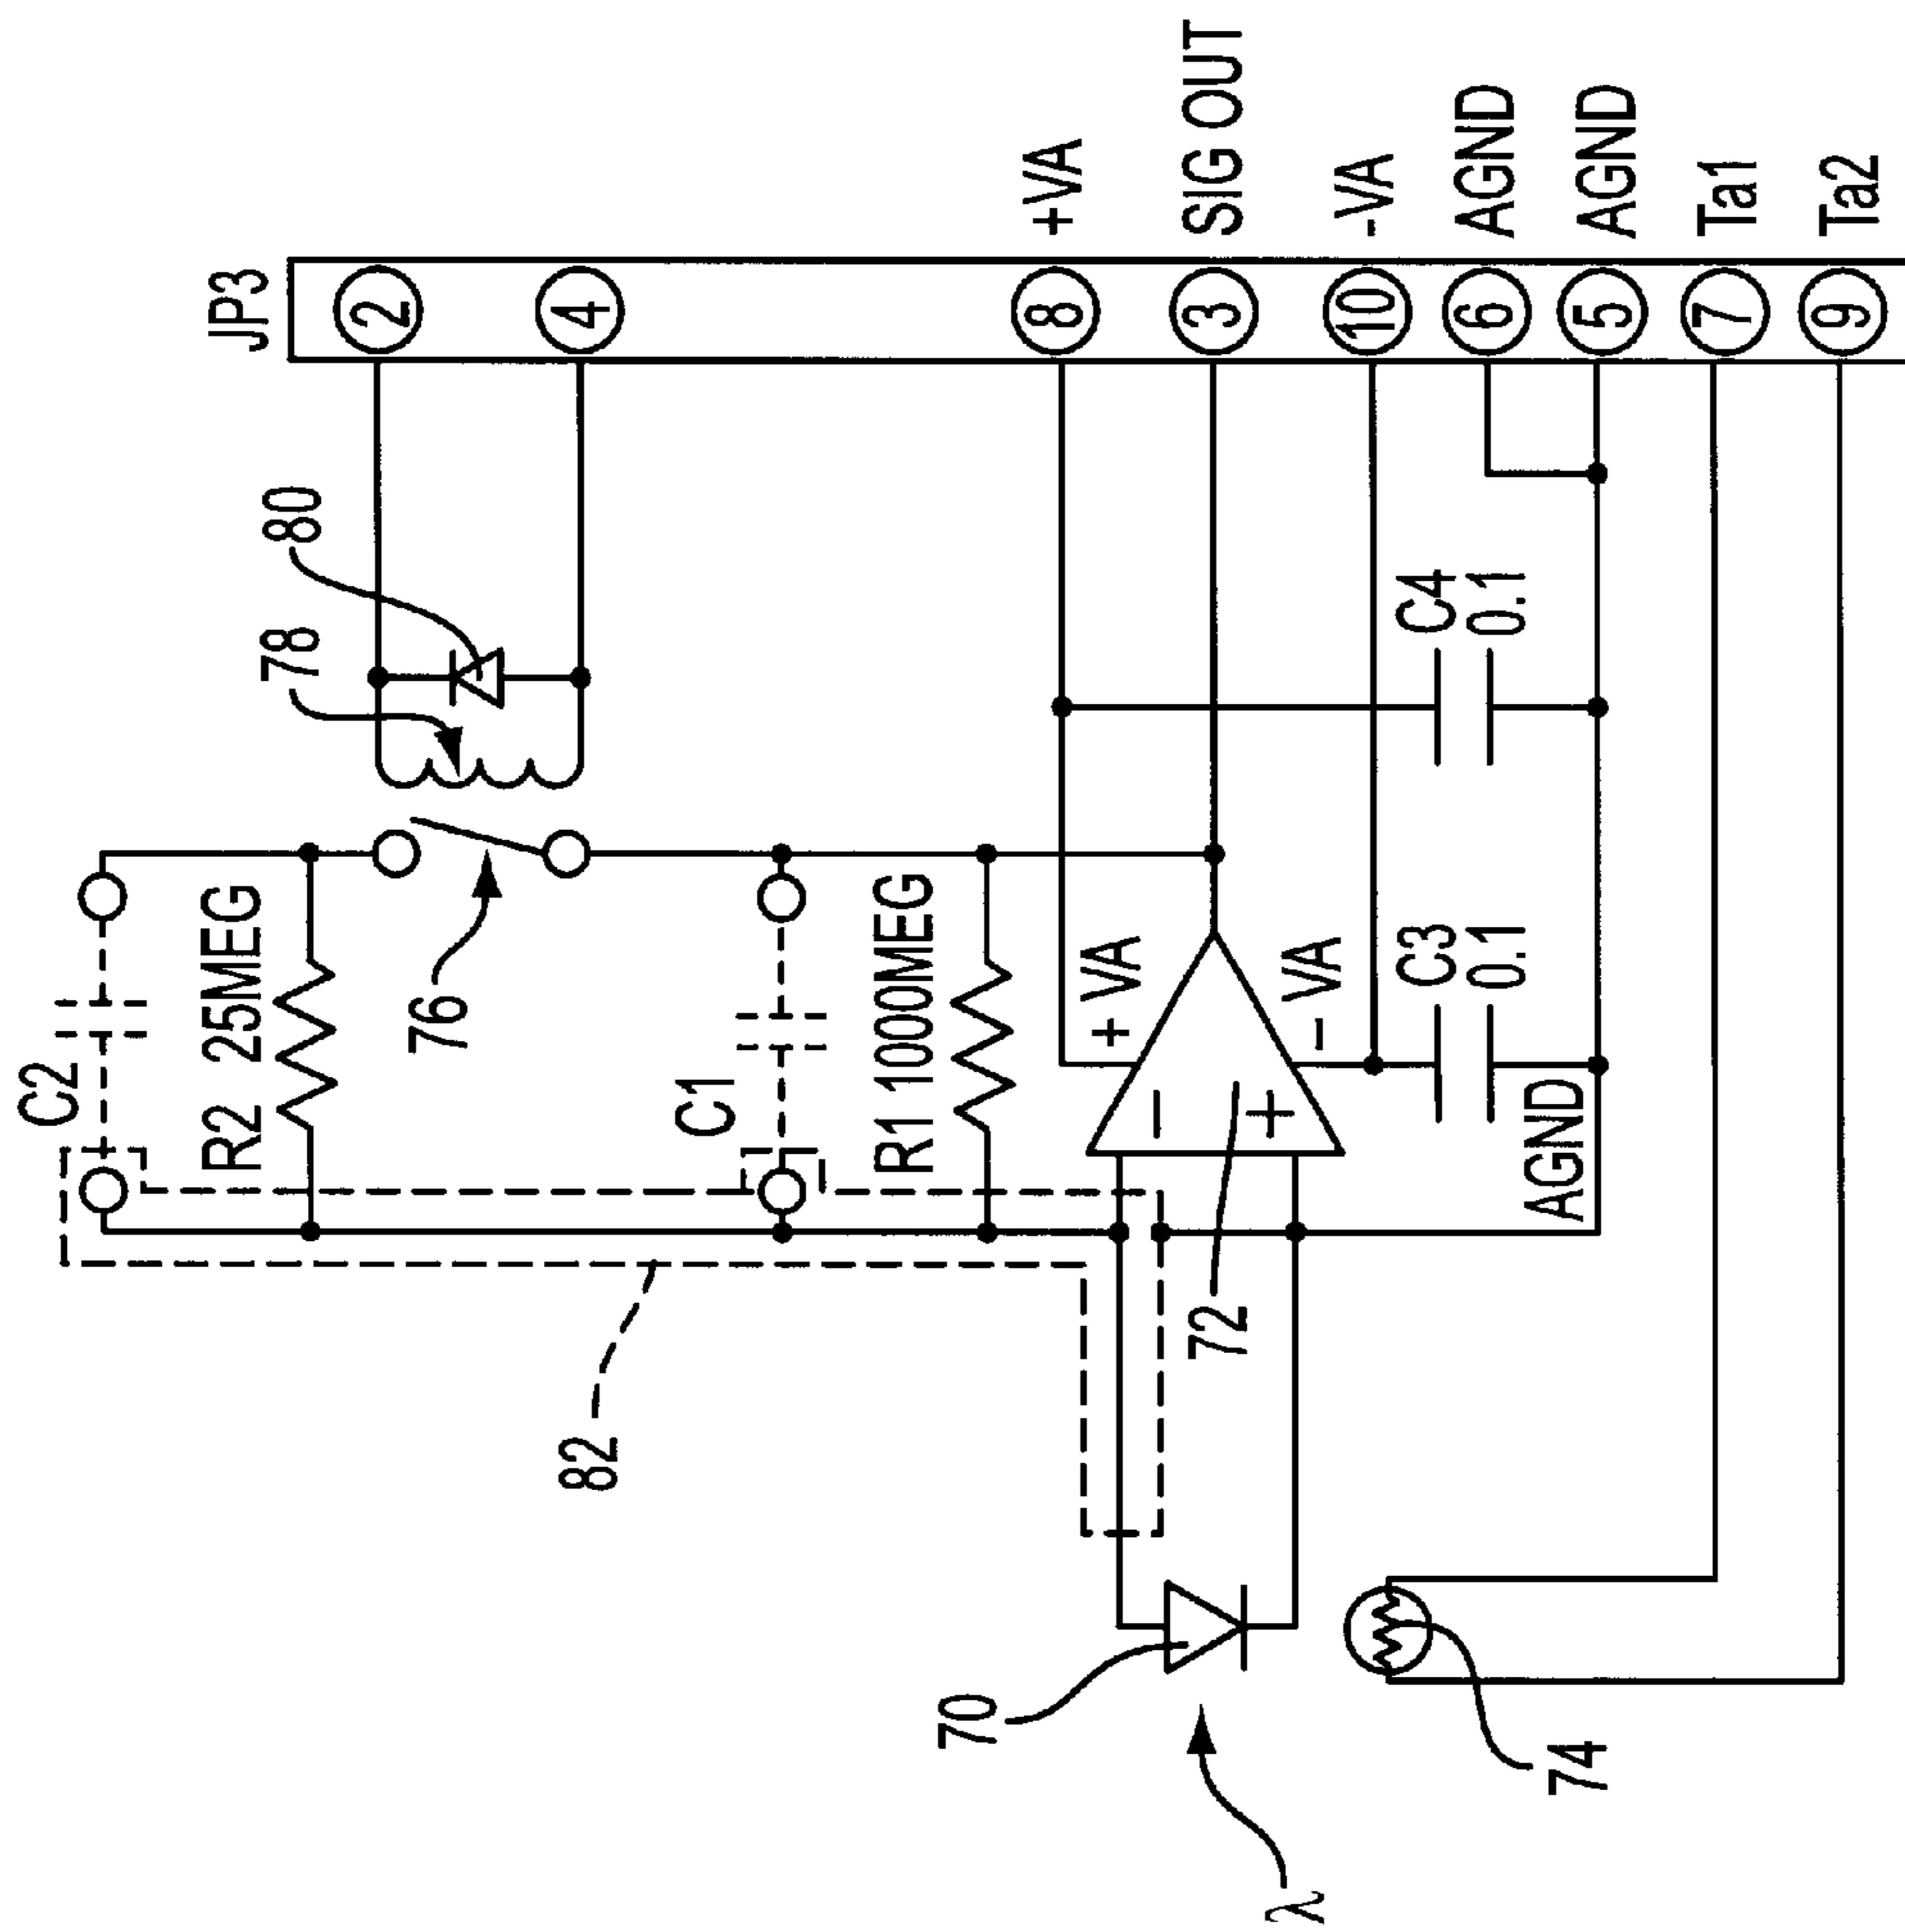 JP3
2
4
8
3
10
6
5
7
9
+VA
SIG OUT
-VA
AGND
AGND
Ta1
Ta2
80
78
C4
0.1
C2
R2 25MEG
76
C1
R1 1000MEG
+ VA
− VA
−
+
C3
0.1
AGND
72
82
70
74
λ